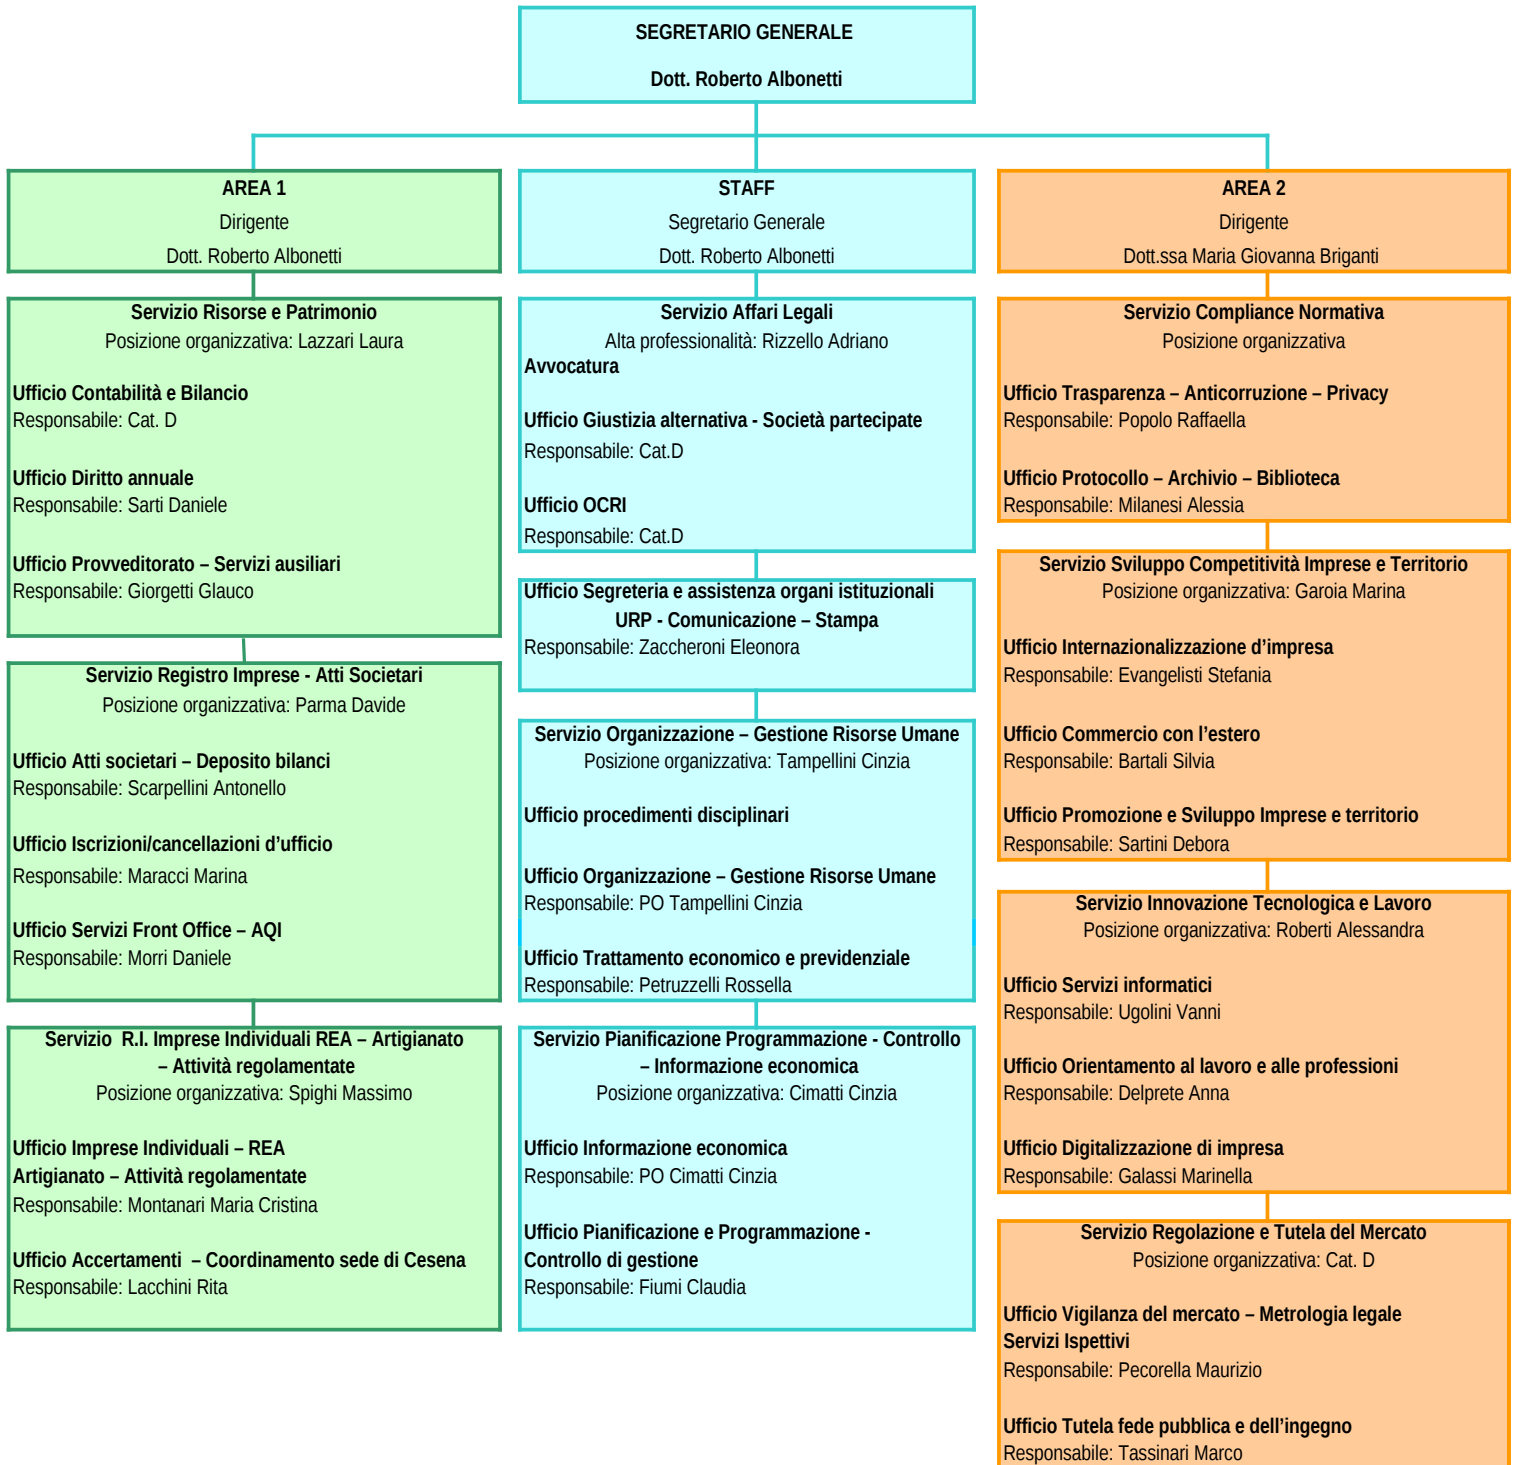 SEGRETARIO GENERALE
Dott. Roberto Albonetti
AREA 1
Dirigente
Dott. Roberto Albonetti
Servizio Risorse e Patrimonio
Posizione organizzativa: Lazzari Laura
Ufficio Contabilità e Bilancio
Responsabile: Cat. D
Ufficio Diritto annuale
Responsabile: Sarti Daniele
Ufficio Provveditorato – Servizi ausiliari
Responsabile: Giorgetti Glauco
Servizio Registro Imprese - Atti Societari
Posizione organizzativa: Parma Davide
Ufficio Atti societari – Deposito bilanci
Responsabile: Scarpellini Antonello
Ufficio Iscrizioni/cancellazioni d’ufficio
Responsabile: Maracci Marina
Ufficio Servizi Front Office – AQI
Responsabile: Morri Daniele
Servizio R.I. Imprese Individuali REA – Artigianato
– Attività regolamentate
Posizione organizzativa: Spighi Massimo
Ufficio Imprese Individuali – REA
Artigianato – Attività regolamentate
Responsabile: Montanari Maria Cristina
Ufficio Accertamenti – Coordinamento sede di Cesena
Responsabile: Lacchini Rita
STAFF
Segretario Generale
Dott. Roberto Albonetti
Servizio Affari Legali
Alta professionalità: Rizzello Adriano
Avvocatura
Ufficio Giustizia alternativa - Società partecipate
Responsabile: Cat.D
Ufficio OCRI
Responsabile: Cat.D
Ufficio Segreteria e assistenza organi istituzionali
URP - Comunicazione – Stampa
Responsabile: Zaccheroni Eleonora
Servizio Organizzazione – Gestione Risorse Umane
Posizione organizzativa: Tampellini Cinzia
Ufficio procedimenti disciplinari
Ufficio Organizzazione – Gestione Risorse Umane
Responsabile: PO Tampellini Cinzia
Ufficio Trattamento economico e previdenziale
Responsabile: Petruzzelli Rossella
Servizio Pianificazione Programmazione - Controllo
– Informazione economica
Posizione organizzativa: Cimatti Cinzia
Ufficio Informazione economica
Responsabile: PO Cimatti Cinzia
Ufficio Pianificazione e Programmazione -
Controllo di gestione
Responsabile: Fiumi Claudia
AREA 2
Dirigente
Dott.ssa Maria Giovanna Briganti
Servizio Compliance Normativa
Posizione organizzativa
Ufficio Trasparenza – Anticorruzione – Privacy
Responsabile: Popolo Raffaella
Ufficio Protocollo – Archivio – Biblioteca
Responsabile: Milanesi Alessia
Servizio Sviluppo Competitività Imprese e Territorio
Posizione organizzativa: Garoia Marina
Ufficio Internazionalizzazione d’impresa
Responsabile: Evangelisti Stefania
Ufficio Commercio con l’estero
Responsabile: Bartali Silvia
Ufficio Promozione e Sviluppo Imprese e territorio
Responsabile: Sartini Debora
Servizio Innovazione Tecnologica e Lavoro
Posizione organizzativa: Roberti Alessandra
Ufficio Servizi informatici
Responsabile: Ugolini Vanni
Ufficio Orientamento al lavoro e alle professioni
Responsabile: Delprete Anna
Ufficio Digitalizzazione di impresa
Responsabile: Galassi Marinella
Servizio Regolazione e Tutela del Mercato
Posizione organizzativa: Cat. D
Ufficio Vigilanza del mercato – Metrologia legale
Servizi Ispettivi
Responsabile: Pecorella Maurizio
Ufficio Tutela fede pubblica e dell’ingegno
Responsabile: Tassinari Marco